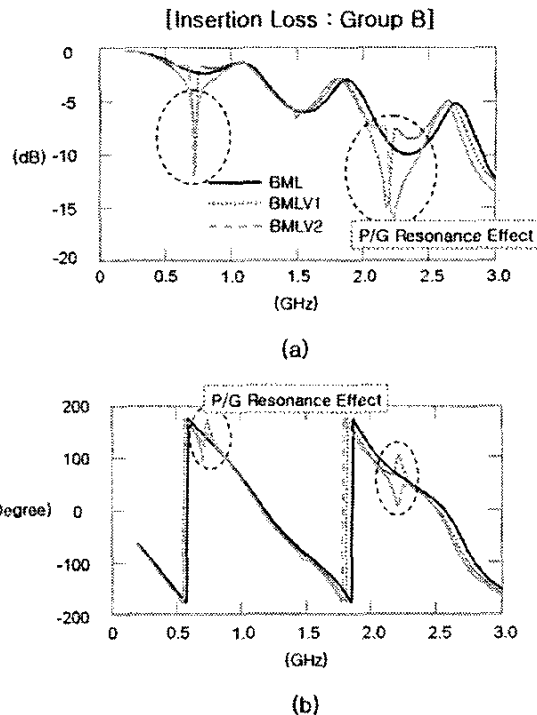 [Insertion Loss : Group B]
0
-5
(dB)
-10
-15
-20
BML
BMLV1
BMLV2
P/G Resonance Effect
0 0.5 1.0 1.5 2.0 2.5 3.0
(GHz)
(a)
P/G Resonance Effect
200
100
0
Degree)
-100
-200
0 0.5 1.0 1.5 2.0 2.5 3.0
(GHz)
(b)